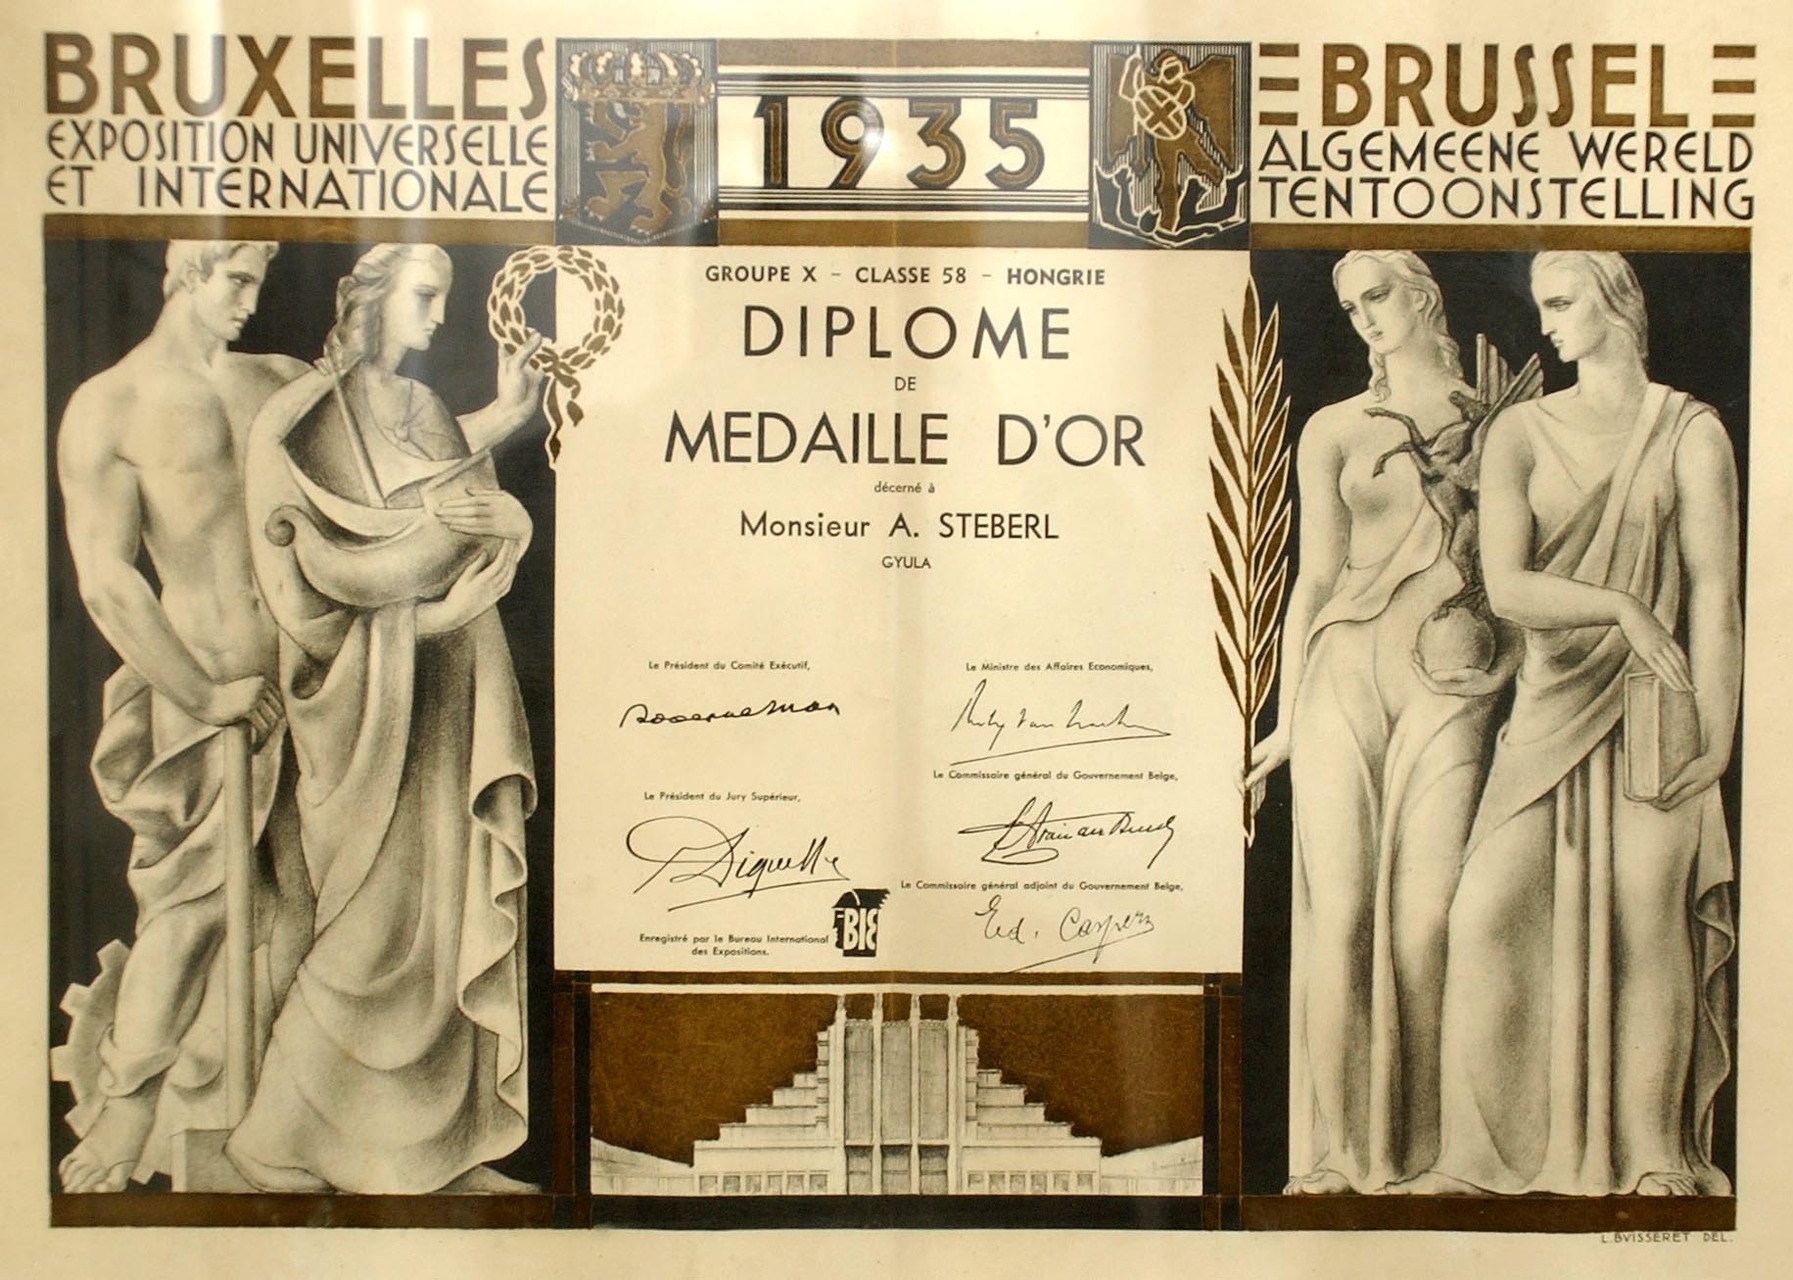 BRUXELLES
EXPOSITION UNIVERSELLE
ET INTERNATIONALE
1935
BRUSSEL
ALGEMEENE WERELD
TENTOONSTELLING
GROUPE X - CLASSE 58 - HONGRIE
DIPLOME
DE
MEDAILLE D'OR
décerné à
Monsieur A. STEBERL
GYULA
Le Président du Comité Exécutif,
Le Ministre des Affaires Economiques,
Le Commissaire général du Gouvernement Belge,
Le Président du Jury Supérieur,
Le Commissaire général adjoint du Gouvernement Belge,
Ed. Caspers
Enregistré par le Bureau International
des Expositions.
BIE
L. BVISSERET DEL.